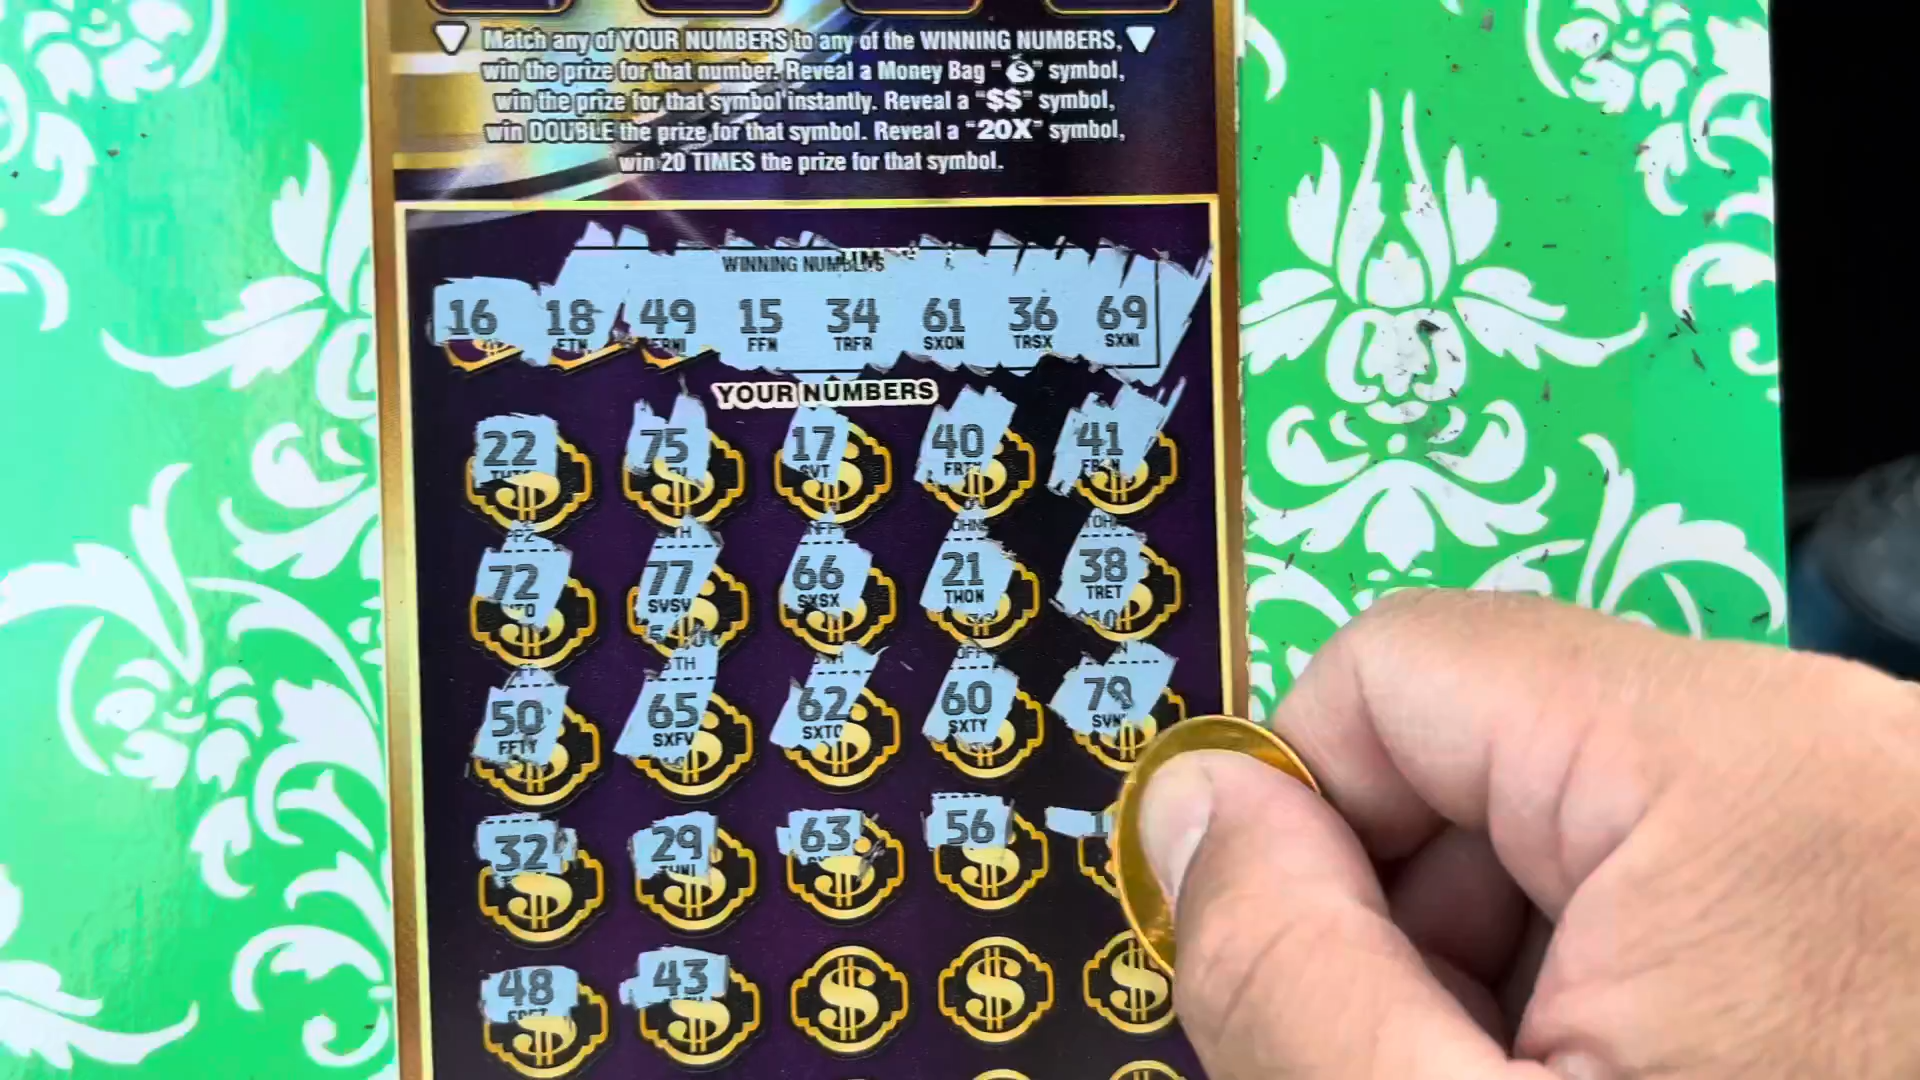 Match any of YOUR NUMBERS to any of the WINNING NUMBERS,
win the prize for that number. Reveal a Money Bag "💰" symbol,
win the prize for that symbol instantly. Reveal a "$$" symbol,
win DOUBLE the prize for that symbol. Reveal a "20X" symbol,
win 20 TIMES the prize for that symbol.
WINNING NUMBERS
16 18 49 15 34 61 36 69
FFN TRFR SXON TRSX SXNI
YOUR NUMBERS
22 75 17 40 41
SVT
72 77 66 21 38
SVSV SXSX THON TRET
50 65 62 60 79
FFTY SXFV SXTO SXTY
32 29 63 56
48 43